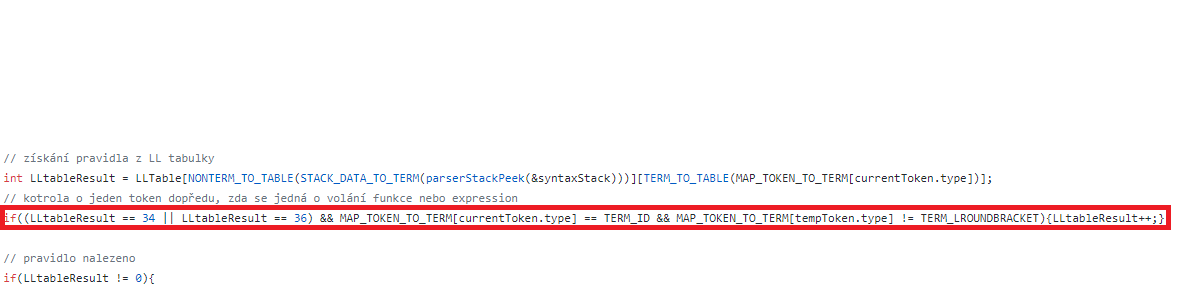 // získání pravidla z LL tabulky
int LLtableResult = LLTable[NONTERM_TO_TABLE(STACK_DATA_TO_TERM(parserStackPeek(&syntaxStack)))][TERM_TO_TABLE(MAP_TOKEN_TO_TERM[currentToken.type])];
// kotrola o jeden token dopředu, zda se jedná o volání funkce nebo expression
if((LLtableResult == 34 || LLtableResult == 36) && MAP_TOKEN_TO_TERM[currentToken.type] == TERM_ID && MAP_TOKEN_TO_TERM[tempToken.type] != TERM_LROUNDBRACKET){LLtableResult++;}
// pravidlo nalezeno
if(LLtableResult != 0){